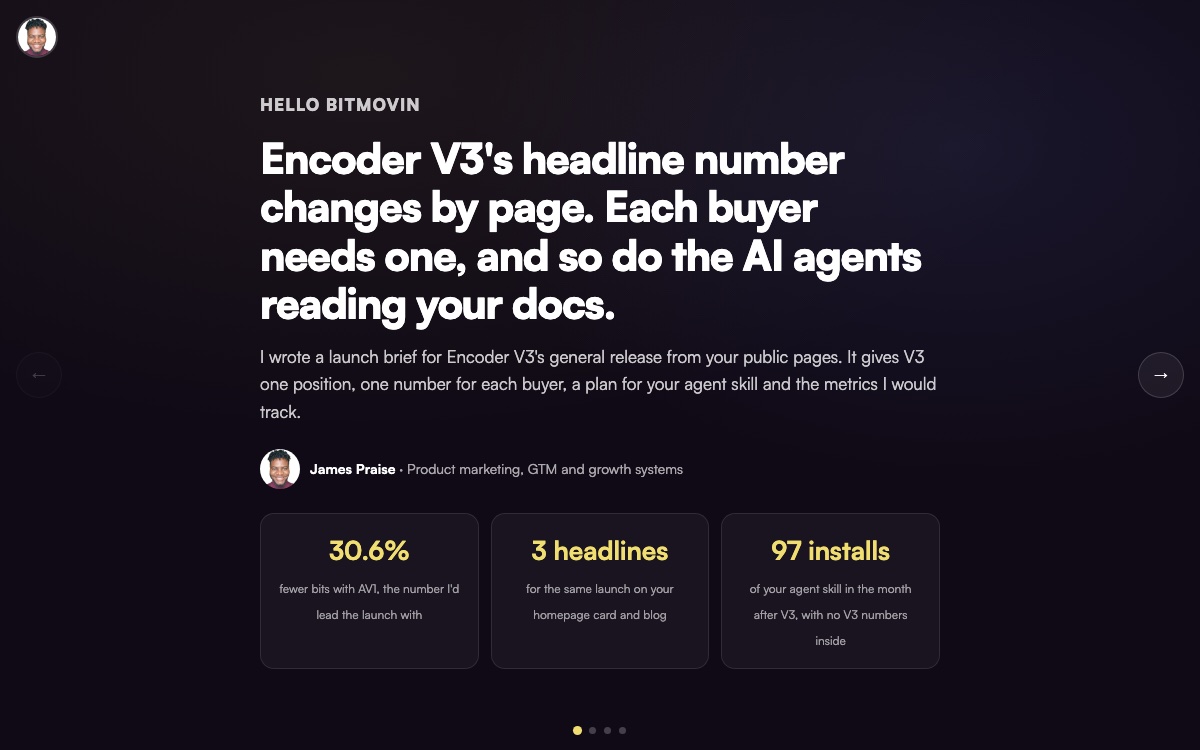 HELLO BITMOVIN
Encoder V3's headline number
changes by page. Each buyer
needs one, and so do the AI agents
reading your docs.
I wrote a launch brief for Encoder V3's general release from your public pages. It gives V3
one position, one number for each buyer, a plan for your agent skill and the metrics I would
track.
James Praise · Product marketing, GTM and growth systems
30.6%
fewer bits with AV1, the number I'd
lead the launch with
3 headlines
for the same launch on your
homepage card and blog
97 installs
of your agent skill in the month
after V3, with no V3 numbers
inside